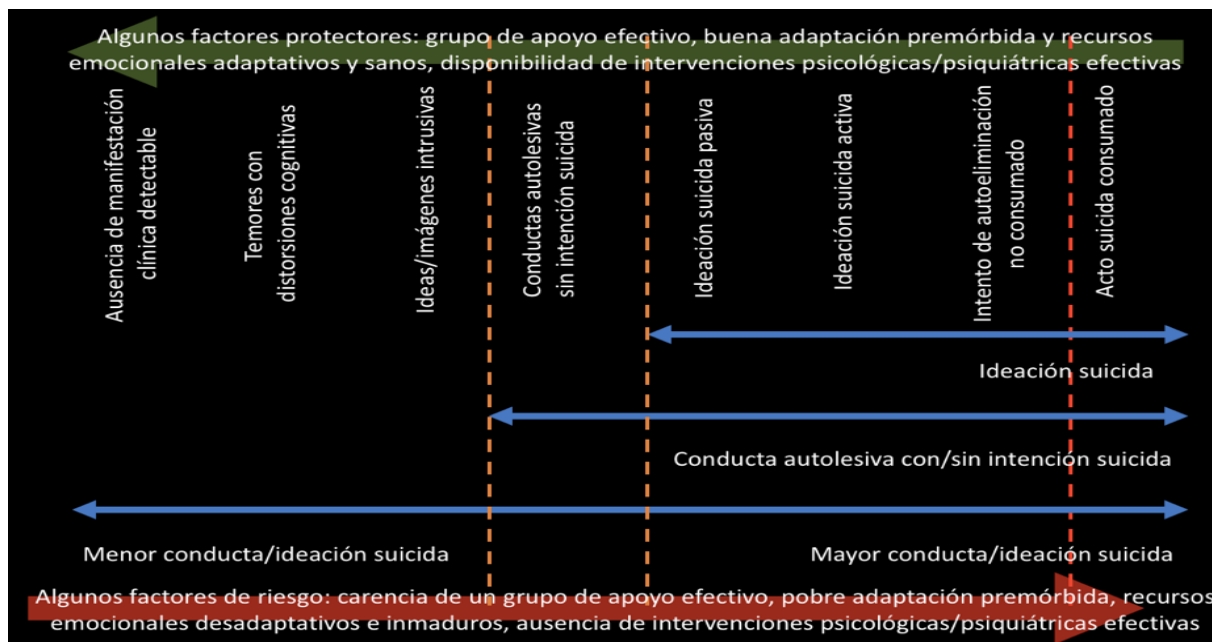 Algunos factores protectores: grupo de apoyo efectivo, buena adaptación premórbida y recursos
emocionales adaptativos y sanos, disponibilidad de intervenciones psicológicas/psiquiátricas efectivas
Ausencia de manifestación
clínica detectable
Temores con
distorsiones cognitivas
Ideas/imágenes intrusivas
Conductas autolesivas
sin intención suicida
Ideación suicida pasiva
Ideación suicida activa
Intento de autoeliminación
no consumado
Acto suicida consumado
Ideación suicida
Conducta autolesiva con/sin intención suicida
Menor conducta/ideación suicida
Mayor conducta/ideación suicida
Algunos factores de riesgo: carencia de un grupo de apoyo efectivo, pobre adaptación premórbida, recursos
emocionales desadaptativos e inmaduros, ausencia de intervenciones psicológicas/psiquiátricas efectivas